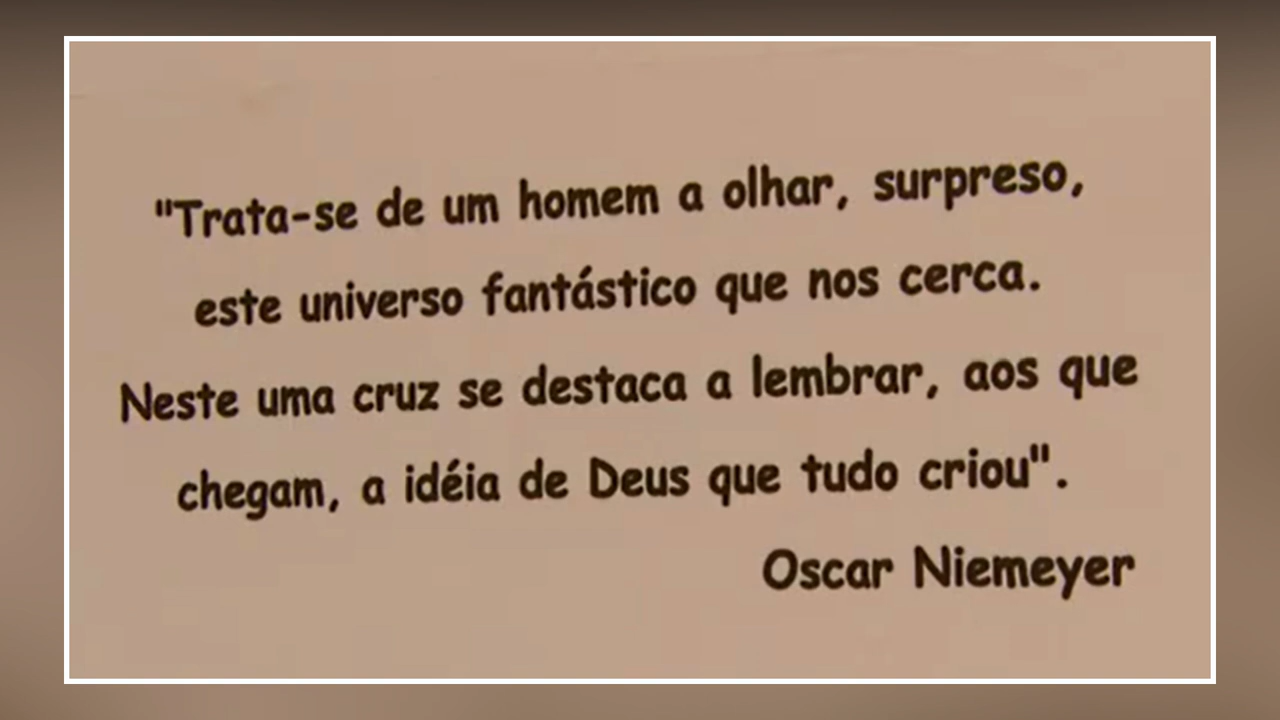 "Trata-se de um homem a olhar, surpreso,
este universo fantástico que nos cerca.
Neste uma cruz se destaca a lembrar, aos que
chegam, a idéia de Deus que tudo criou".
Oscar Niemeyer